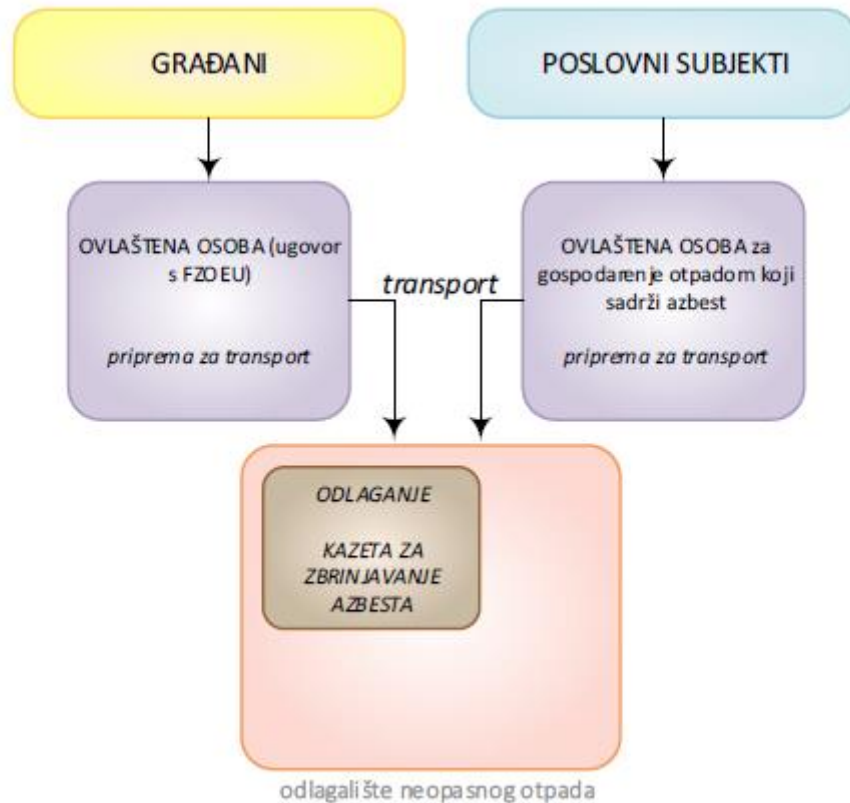 GRAĐANI
POSLOVNI SUBJEKTI
OVLAŠTENA OSOBA (ugovor
s FZOEU)
priprema za transport
transport
OVLAŠTENA OSOBA za
gospodarenje otpadom koji
sadrži azbest
priprema za transport
ODLAGANJE
KAZETA ZA
ZBRINJAVANJE
AZBESTA
odlagalište neopasnog otpada